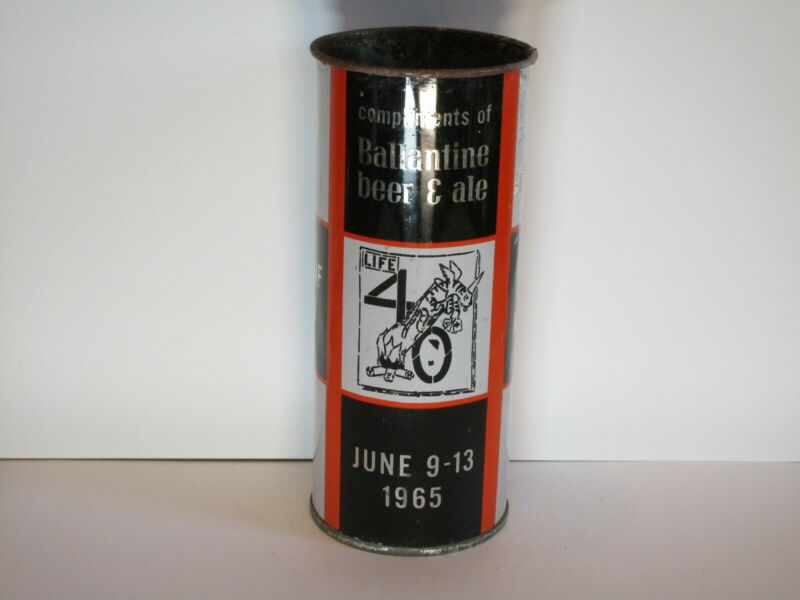 compliments of
Ballantine
beer & ale
LIFE
40
JUNE 9-13
1965